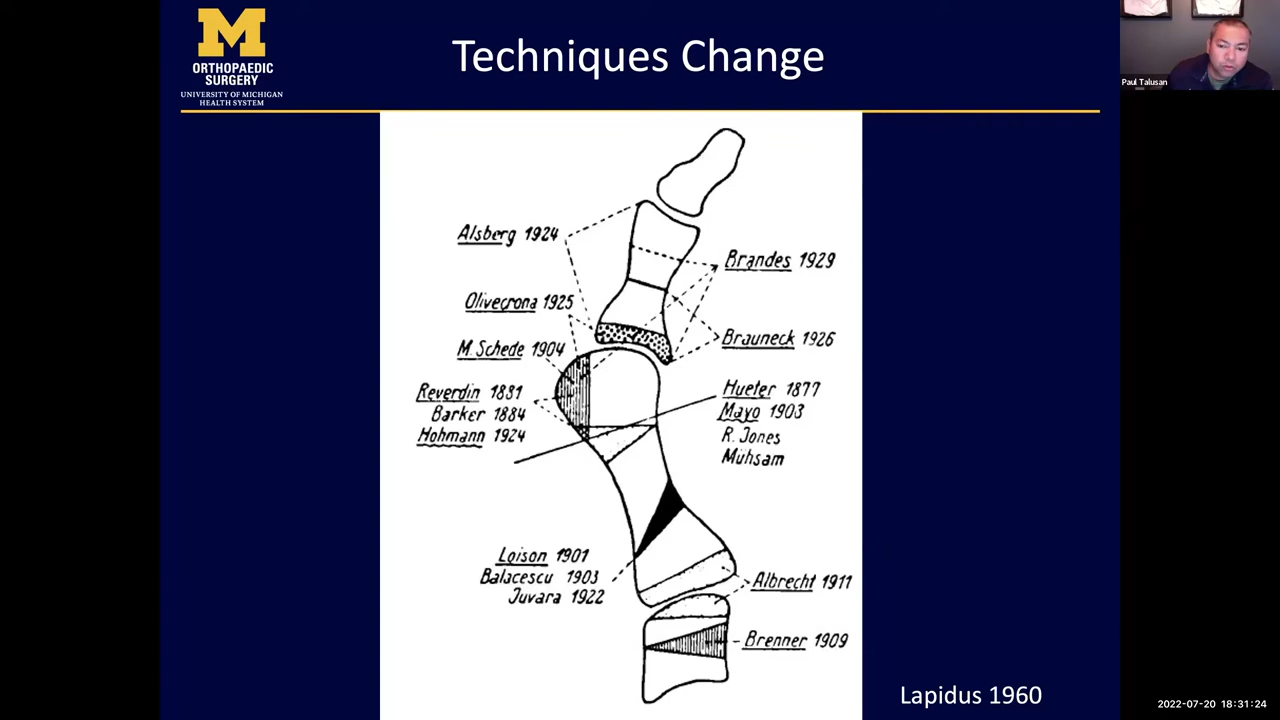 M
ORTHOPAEDIC
SURGERY
UNIVERSITY OF MICHIGAN
HEALTH SYSTEM
Techniques Change
Paul Talusan
Alsberg 1924
Brandes 1929
Olivecrona 1925
Brauneck 1926
M. Schede 1904
Reverdin 1881
Barker 1884
Hohmann 1924
Hueter 1877
Mayo 1903
R. Jones
Muhsam
Loison 1901
Balacescu 1903
Juvara 1922
Albrecht 1911
Brenner 1909
Lapidus 1960
2022-07-20 18:31:24